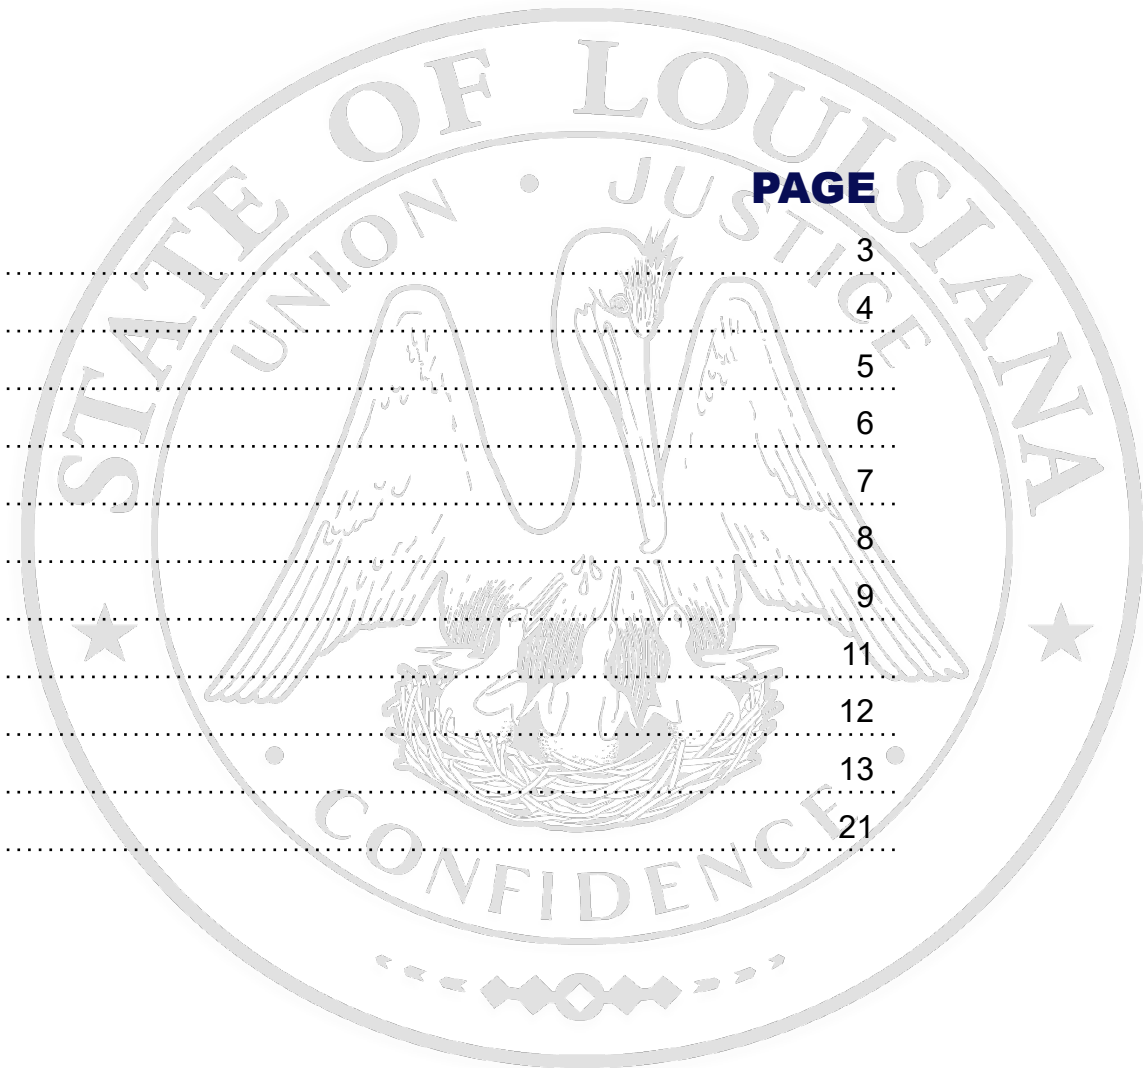 STATE OF LOUISIANA
UNION • JUSTICE
PAGE
3
4
5
6
7
8
9
11
12
13
21
CONFIDENCE